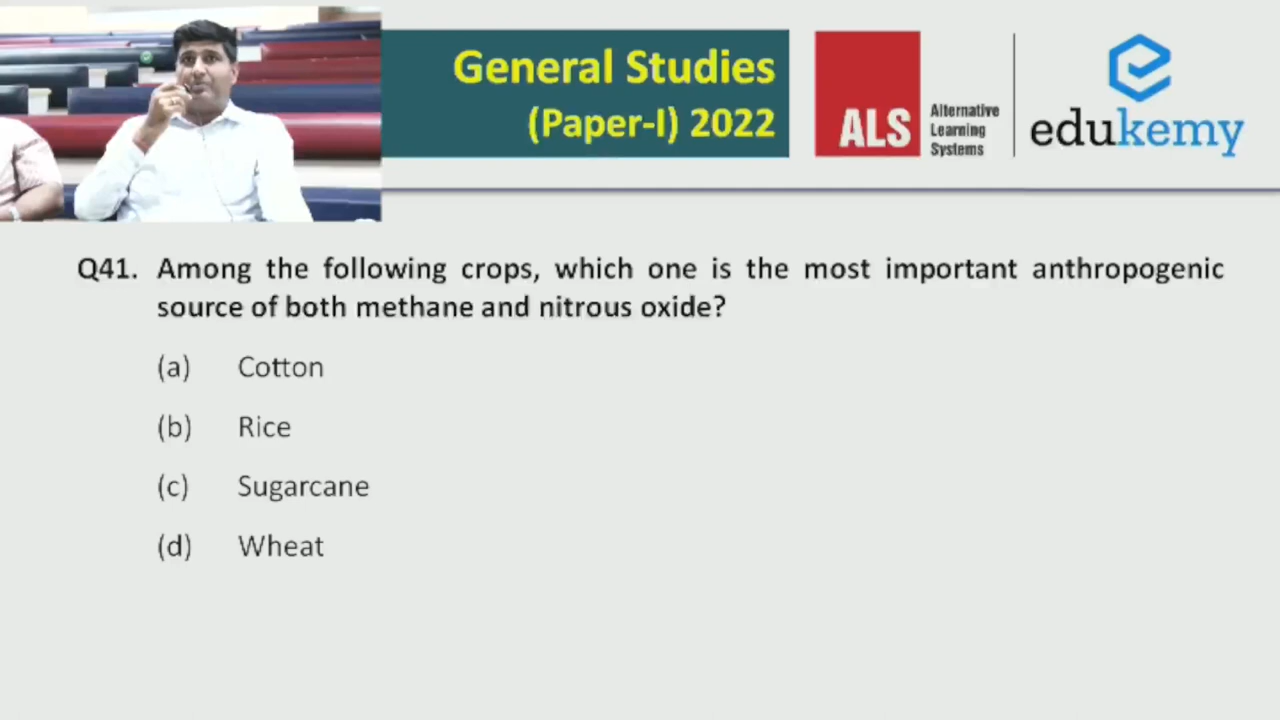 General Studies
(Paper-I) 2022
ALS
Alternative
Learning
Systems
edukemy
Q41. Among the following crops, which one is the most important anthropogenic
source of both methane and nitrous oxide?
(a) Cotton
(b) Rice
(c) Sugarcane
(d) Wheat